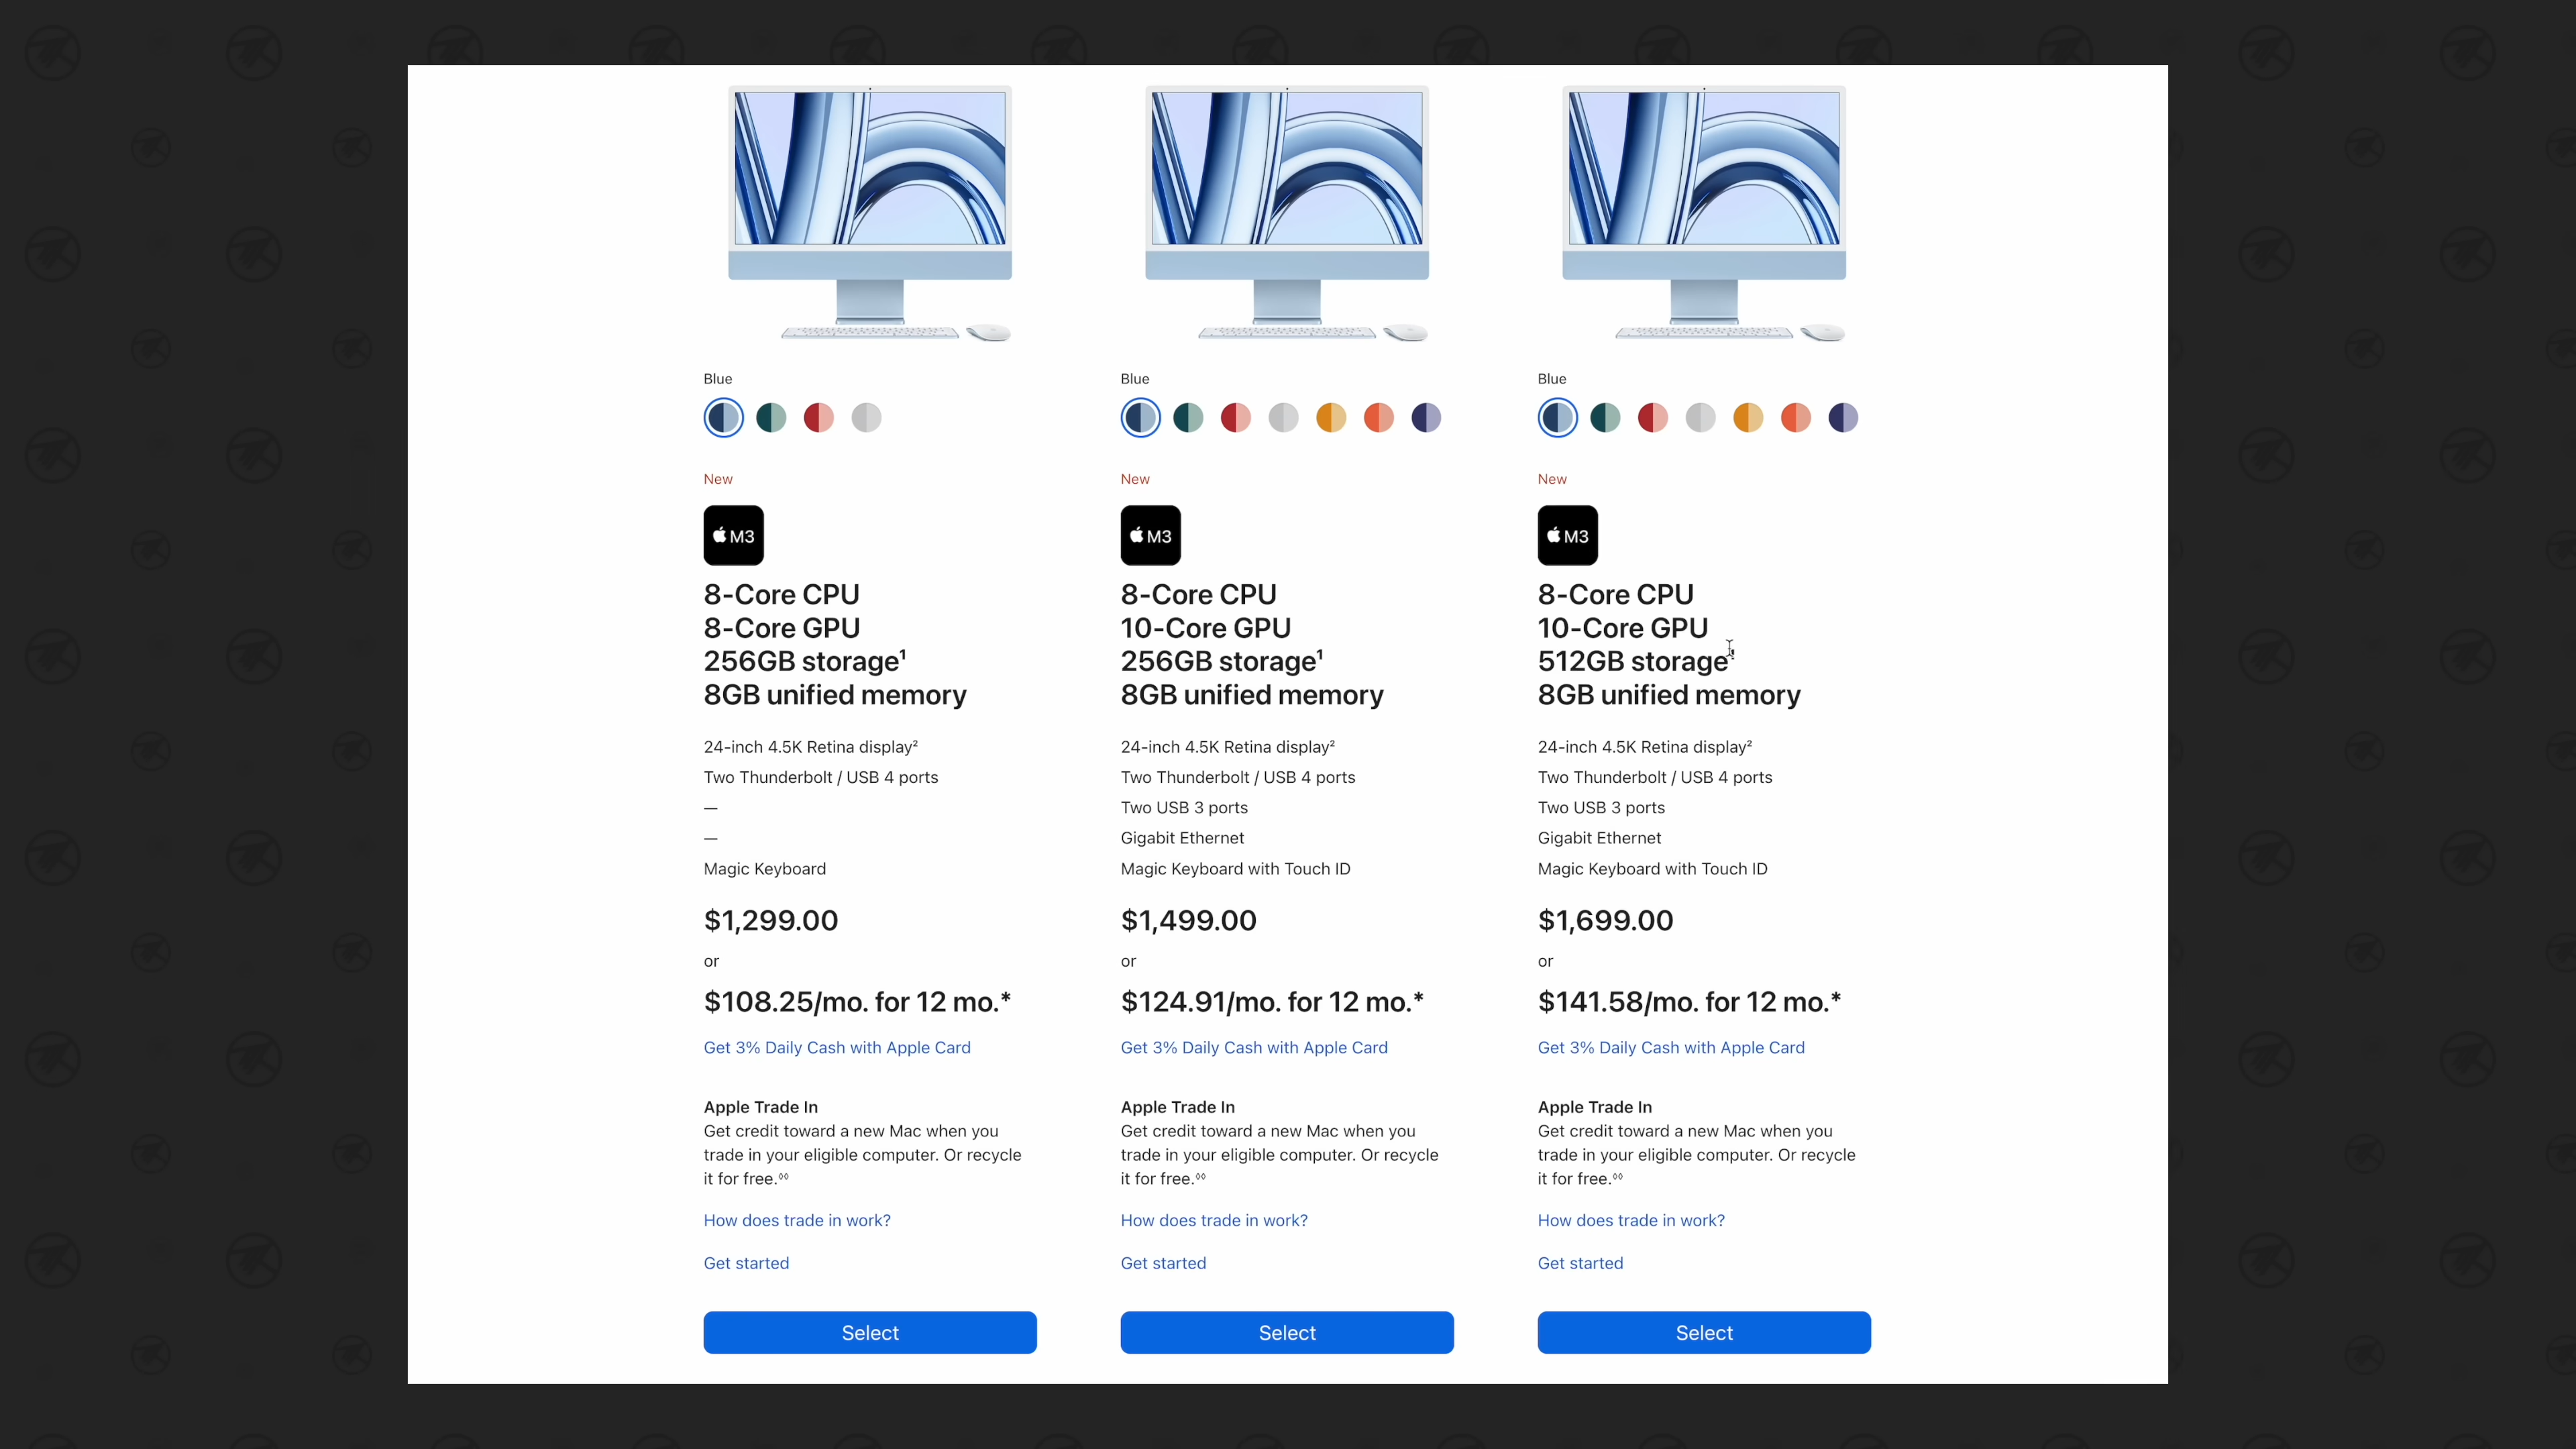 Blue
New
M3
8-Core CPU
8-Core GPU
256GB storage¹
8GB unified memory
24-inch 4.5K Retina display²
Two Thunderbolt / USB 4 ports
—
—
Magic Keyboard
$1,299.00
or
$108.25/mo. for 12 mo.*
Get 3% Daily Cash with Apple Card
Apple Trade In
Get credit toward a new Mac when you
trade in your eligible computer. Or recycle
it for free.◊◊
How does trade in work?
Get started
Select
Blue
New
M3
8-Core CPU
10-Core GPU
256GB storage¹
8GB unified memory
24-inch 4.5K Retina display²
Two Thunderbolt / USB 4 ports
Two USB 3 ports
Gigabit Ethernet
Magic Keyboard with Touch ID
$1,499.00
or
$124.91/mo. for 12 mo.*
Get 3% Daily Cash with Apple Card
Apple Trade In
Get credit toward a new Mac when you
trade in your eligible computer. Or recycle
it for free.◊◊
How does trade in work?
Get started
Select
Blue
New
M3
8-Core CPU
10-Core GPU
512GB storage
8GB unified memory
24-inch 4.5K Retina display²
Two Thunderbolt / USB 4 ports
Two USB 3 ports
Gigabit Ethernet
Magic Keyboard with Touch ID
$1,699.00
or
$141.58/mo. for 12 mo.*
Get 3% Daily Cash with Apple Card
Apple Trade In
Get credit toward a new Mac when you
trade in your eligible computer. Or recycle
it for free.◊◊
How does trade in work?
Get started
Select